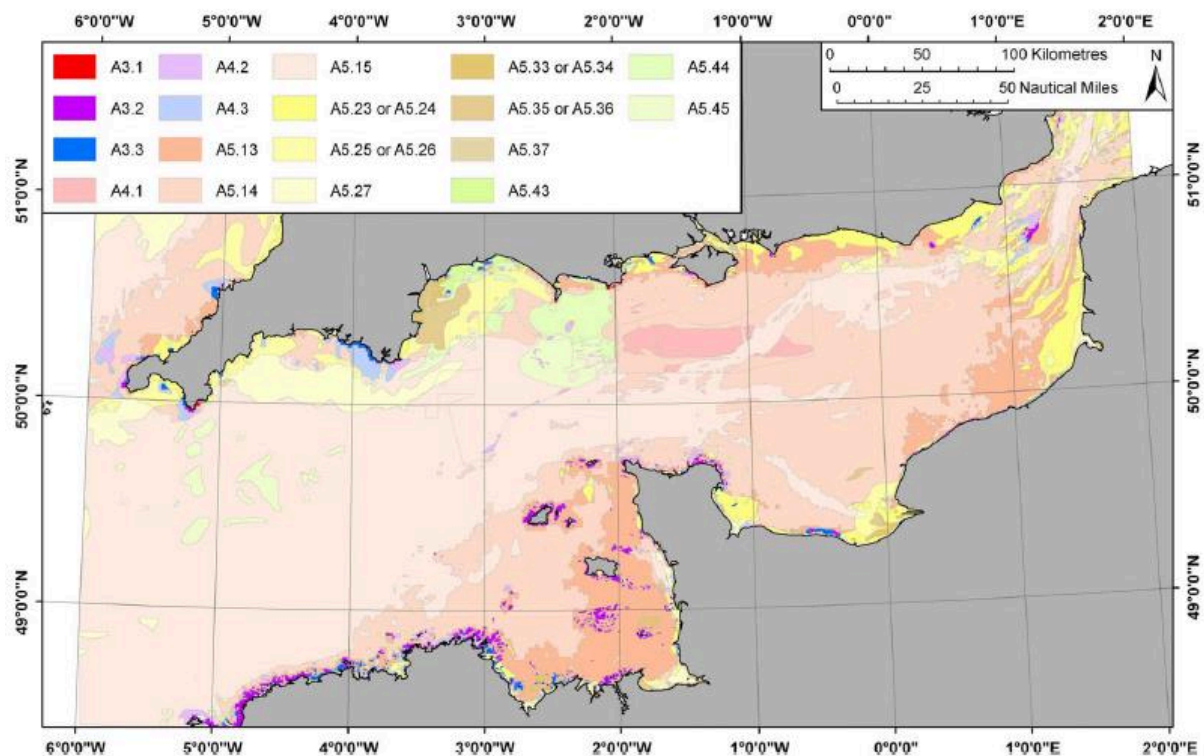 6°0'0"W 5°0'0"W 4°0'0"W 3°0'0"W 2°0'0"W 1°0'0"W 0°0'0" 1°0'0"E 2°0'0"E
A3.1 A4.2 A5.15 A5.33 or A5.34 A5.44
A3.2 A4.3 A5.23 or A5.24 A5.35 or A5.36 A5.45
A3.3 A5.13 A5.25 or A5.26 A5.37
A4.1 A5.14 A5.27 A5.43
0 50 100 Kilometres
0 25 50 Nautical Miles
N
51°0'0"N 51°0'0"N
50°0'0"N 50°0'0"N
49°0'0"N 49°0'0"N
6°0'0"W 5°0'0"W 4°0'0"W 3°0'0"W 2°0'0"W 1°0'0"W 0°0'0" 1°0'0"E 2°0'0"E